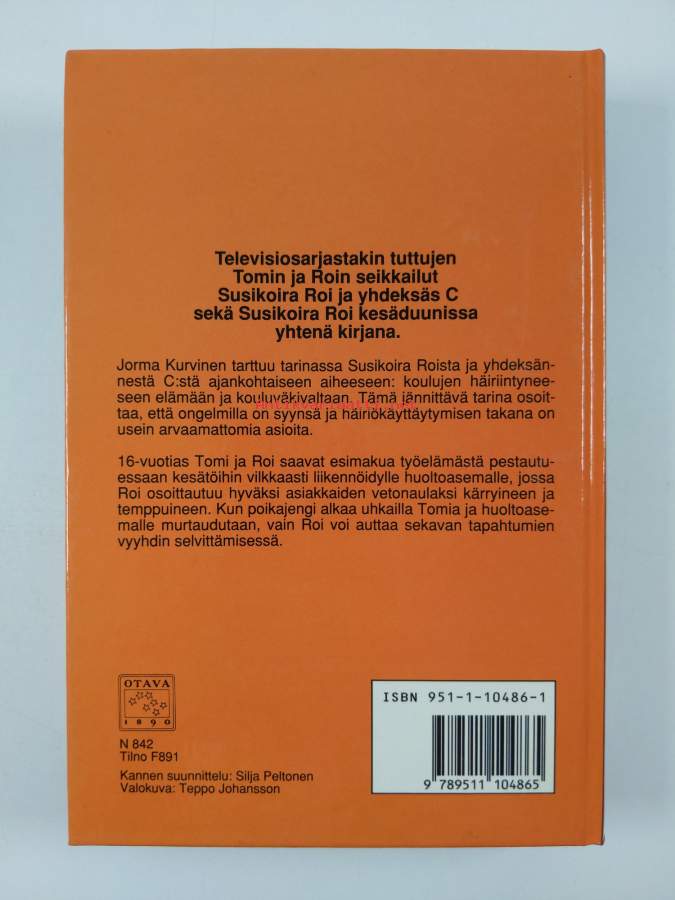 Televisiosarjastakin tuttujen
Tomin ja Roin seikkailut
Susikoira Roi ja yhdeksäs C
sekä Susikoira Roi kesäduunissa
yhtenä kirjana.
Jorma Kurvinen tarttuu tarinassa Susikoira Roista ja yhdeksän-
nestä C:stä ajankohtaiseen aiheeseen: koulujen häiriintynee-
seen elämään ja kouluväkivaltaan. Tämä jännittävä tarina osoit-
taa, että ongelmilla on syynsä ja häiriökäyttäytymisen takana on
usein arvaamattomia asioita.
16-vuotias Tomi ja Roi saavat esimakua työelämästä pestautu-
essaan kesätöihin vilkkaasti liikennöidylle huoltoasemalle, jossa
Roi osoittautuu hyväksi asiakkaiden vetonaulaksi kärryineen ja
temppuineen. Kun poikajengi alkaa uhkailla Tomia ja huoltoase-
malle murtaudutaan, vain Roi voi auttaa sekavan tapahtumien
vyyhdin selvittämisessä.
OTAVA
1890
N 842
Tilno F891
Kannen suunnittelu: Silja Peltonen
Valokuva: Teppo Johansson
ISBN 951-1-10486-1
9 789511 104865